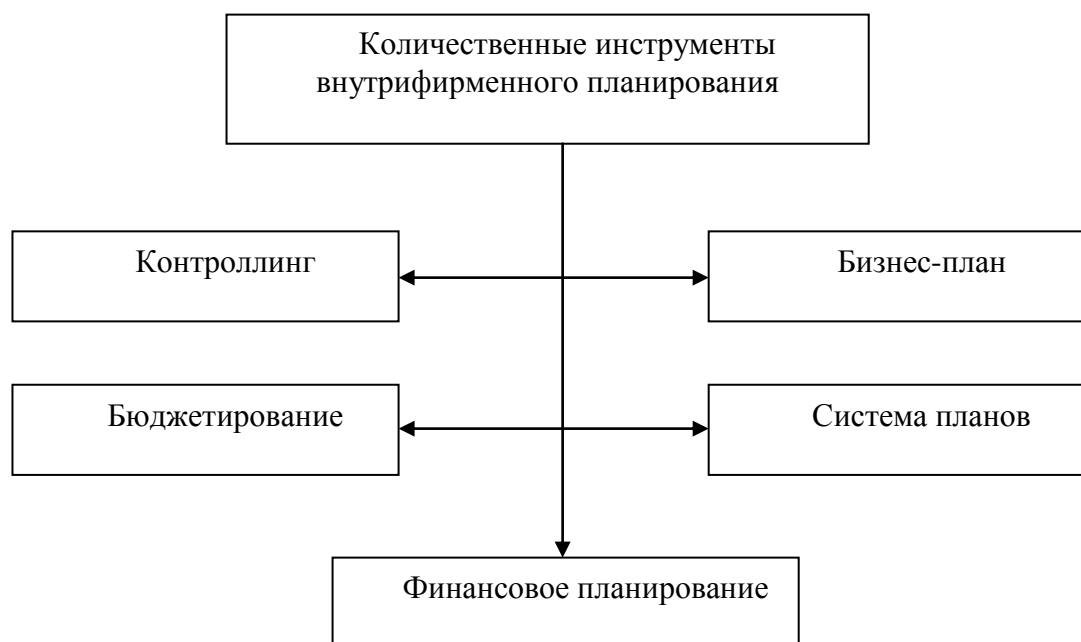 Количественные инструменты
внутрифирменного планирования
Контроллинг
Бизнес-план
Бюджетирование
Система планов
Финансовое планирование